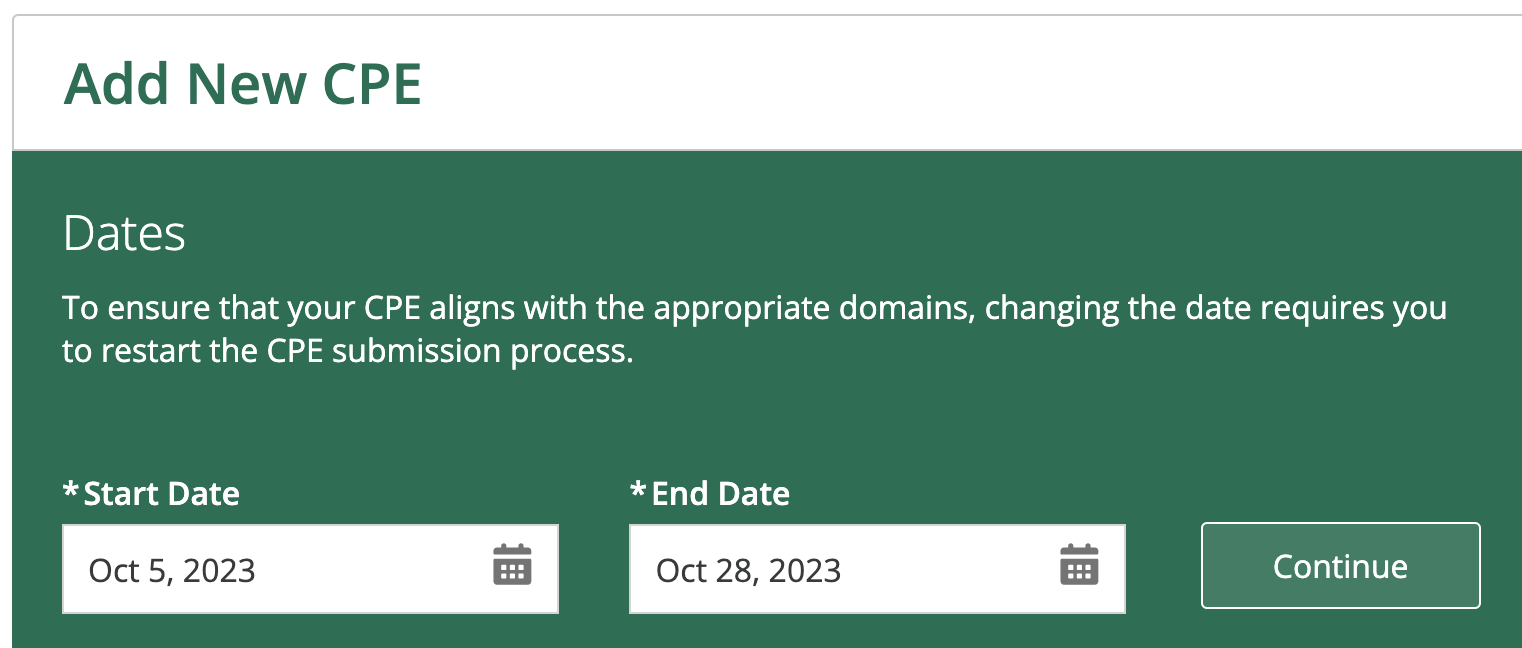 Add New CPE
Dates
To ensure that your CPE aligns with the appropriate domains, changing the date requires you
to restart the CPE submission process.
*Start Date
*End Date
Oct 5, 2023
Oct 28, 2023
Continue